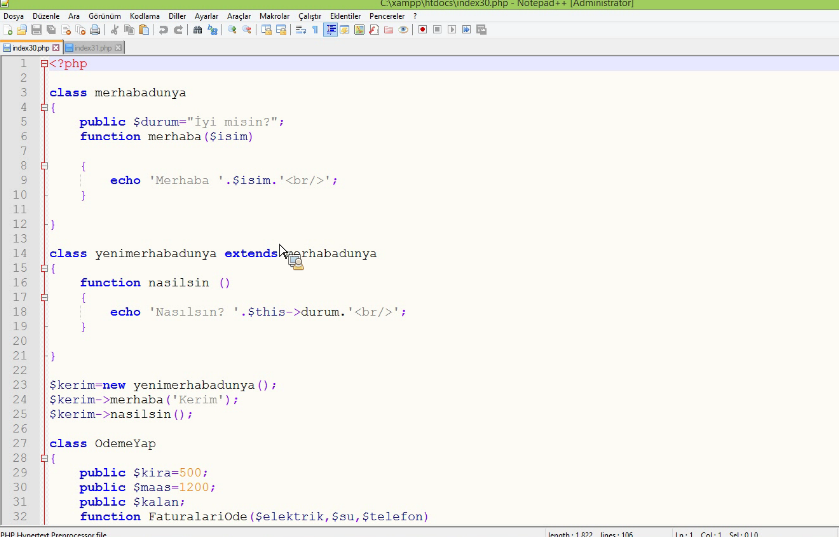 C:\xampp\htdocs\index30.php - Notepad++ [Administrator]
Dosya Düzenle Ara Görünüm Kodlama Diller Ayarlar Araçlar Makrolar Çalıştır Eklentiler Pencereler ?
index30.php index31.php
1 <?php
2
3 class merhabadunya
4 {
5 public $durum="İyi misin?";
6 function merhaba($isim)
7
8 {
9 echo 'Merhaba '.$isim.'<br/>';
10 }
11
12 }
13
14 class yenimerhabadunya extends merhabadunya
15 {
16 function nasilsin ()
17 {
18 echo 'Nasılsın? '.$this->durum.'<br/>';
19 }
20
21 }
22
23 $kerim=new yenimerhabadunya();
24 $kerim->merhaba('Kerim');
25 $kerim->nasilsin();
26
27 class OdemeYap
28 {
29 public $kira=500;
30 public $maas=1200;
31 public $kalan;
32 function FaturalariOde($elektrik,$su,$telefon)
PHP Hypertext Preprocessor file length : 1.822 lines : 106 Ln : 1 Col : 1 Sel : 0 | 0